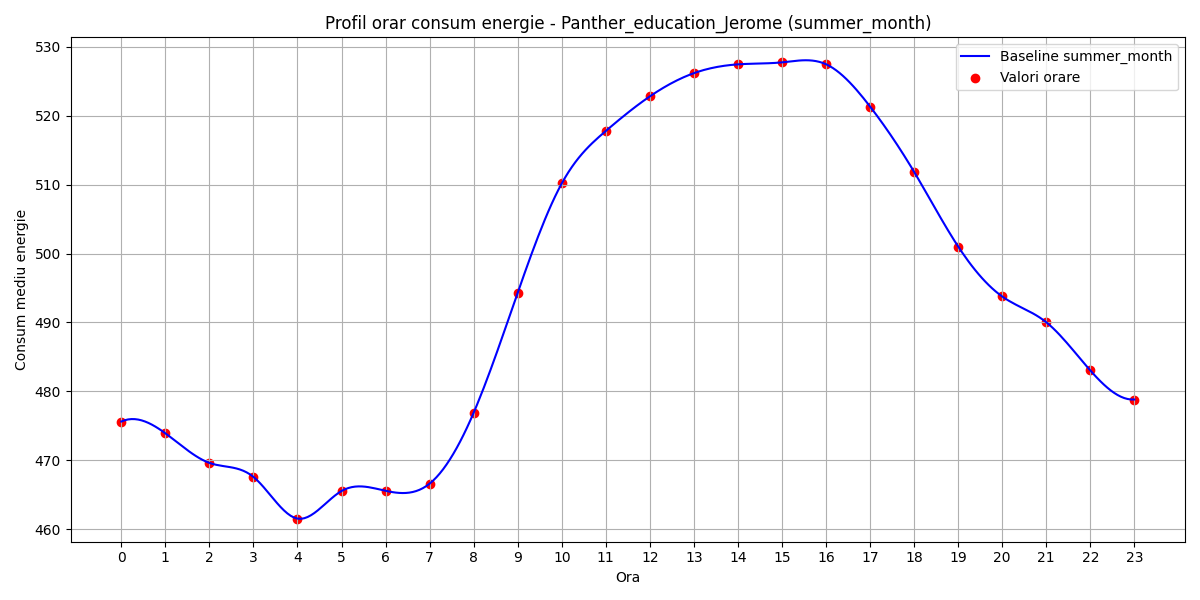 Profil orar consum energie - Panther_education_Jerome (summer_month)
Baseline summer_month
Valori orare
Consum mediu energie
530
520
510
500
490
480
470
460
0 1 2 3 4 5 6 7 8 9 10 11 12 13 14 15 16 17 18 19 20 21 22 23
Ora